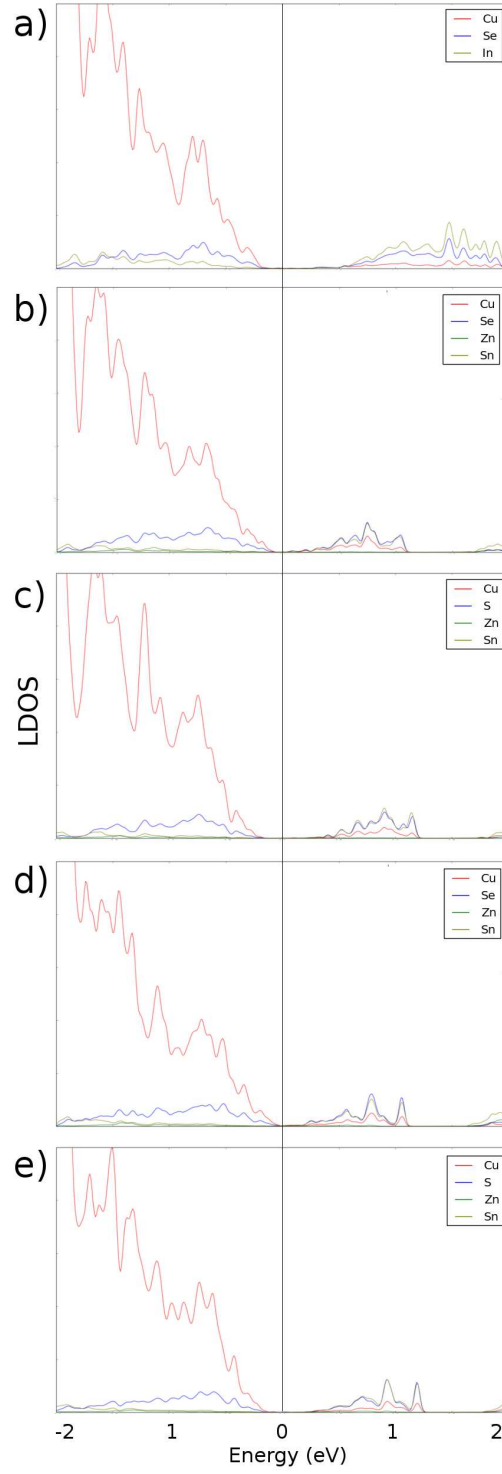 a)
Cu
Se
In
b)
Cu
Se
Zn
Sn
c)
Cu
S
Zn
Sn
LDOS
d)
Cu
Se
Zn
Sn
e)
Cu
S
Zn
Sn
-2 1 0 1 2
Energy (eV)